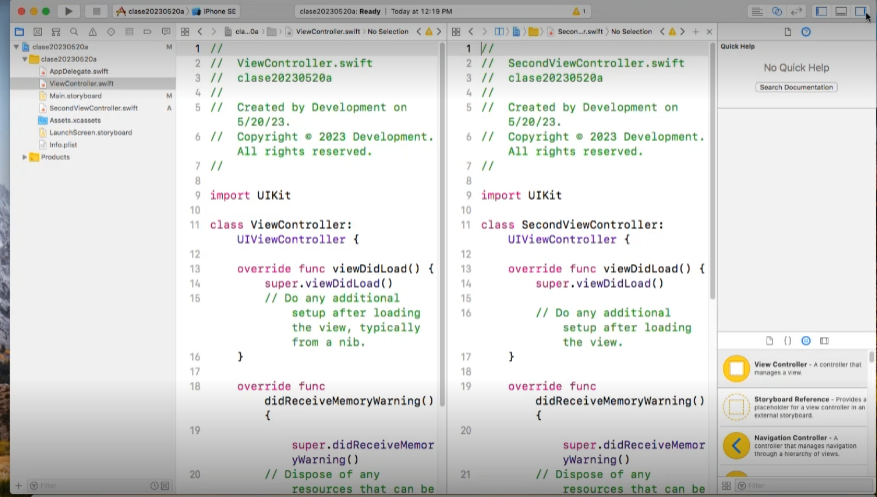 clase20230520a
iPhone SE
clase20230520a: Ready | Today at 12:19 PM
1
clase20230520a
M
clase20230520a
AppDelegate.swift
ViewController.swift
Main.storyboard
M
SecondViewController.swift
A
Assets.xcassets
LaunchScreen.storyboard
Info.plist
Products
Filter
cla...0a
ViewController.swift
No Selection
1 //
2 // ViewController.swift
3 // clase20230520a
4 //
5 // Created by Development on
5/20/23.
6 // Copyright © 2023 Development.
All rights reserved.
7 //
8
9 import UIKit
10
11 class ViewController:
UIViewController {
12
13 override func viewDidLoad() {
14 super.viewDidLoad()
15 // Do any additional
setup after loading
the view, typically
from a nib.
16 }
17
18 override func
didReceiveMemoryWarning()
{
19
super.didReceiveMemor
yWarning()
20 // Dispose of any
resources that can be
Secon...r.swift
No Selection
1 //
2 // SecondViewController.swift
3 // clase20230520a
4 //
5 // Created by Development on
5/20/23.
6 // Copyright © 2023 Development.
All rights reserved.
7 //
8
9 import UIKit
10
11 class SecondViewController:
UIViewController {
12
13 override func viewDidLoad() {
14 super.viewDidLoad()
15
16 // Do any additional
setup after loading
the view.
17 }
18
19 override func
didReceiveMemoryWarning()
{
20
super.didReceiveMemor
yWarning()
21 // Dispose of any
resources that can be
Quick Help
No Quick Help
Search Documentation
{ }
View Controller - A controller that
manages a view.
Storyboard Reference - Provides a
placeholder for a view controller in an
external storyboard.
Navigation Controller - A
controller that manages navigation
through a hierarchy of views.
Filter